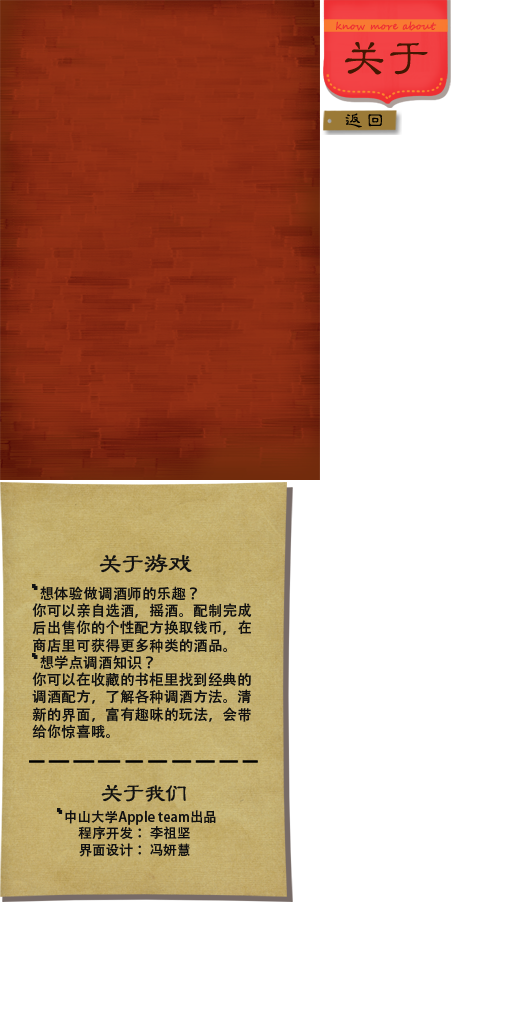 know more about
关于
返回
关于游戏
想体验做调酒师的乐趣？
你可以亲自选酒，摇酒。配制完成
后出售你的个性配方换取钱币，在
商店里可获得更多种类的酒品。
想学点调酒知识？
你可以在收藏的书柜里找到经典的
调酒配方，了解各种调酒方法。清
新的界面，富有趣味的玩法，会带
给你惊喜哦。
关于我们
中山大学Apple team出品
程序开发：李祖坚
界面设计：冯妍慧